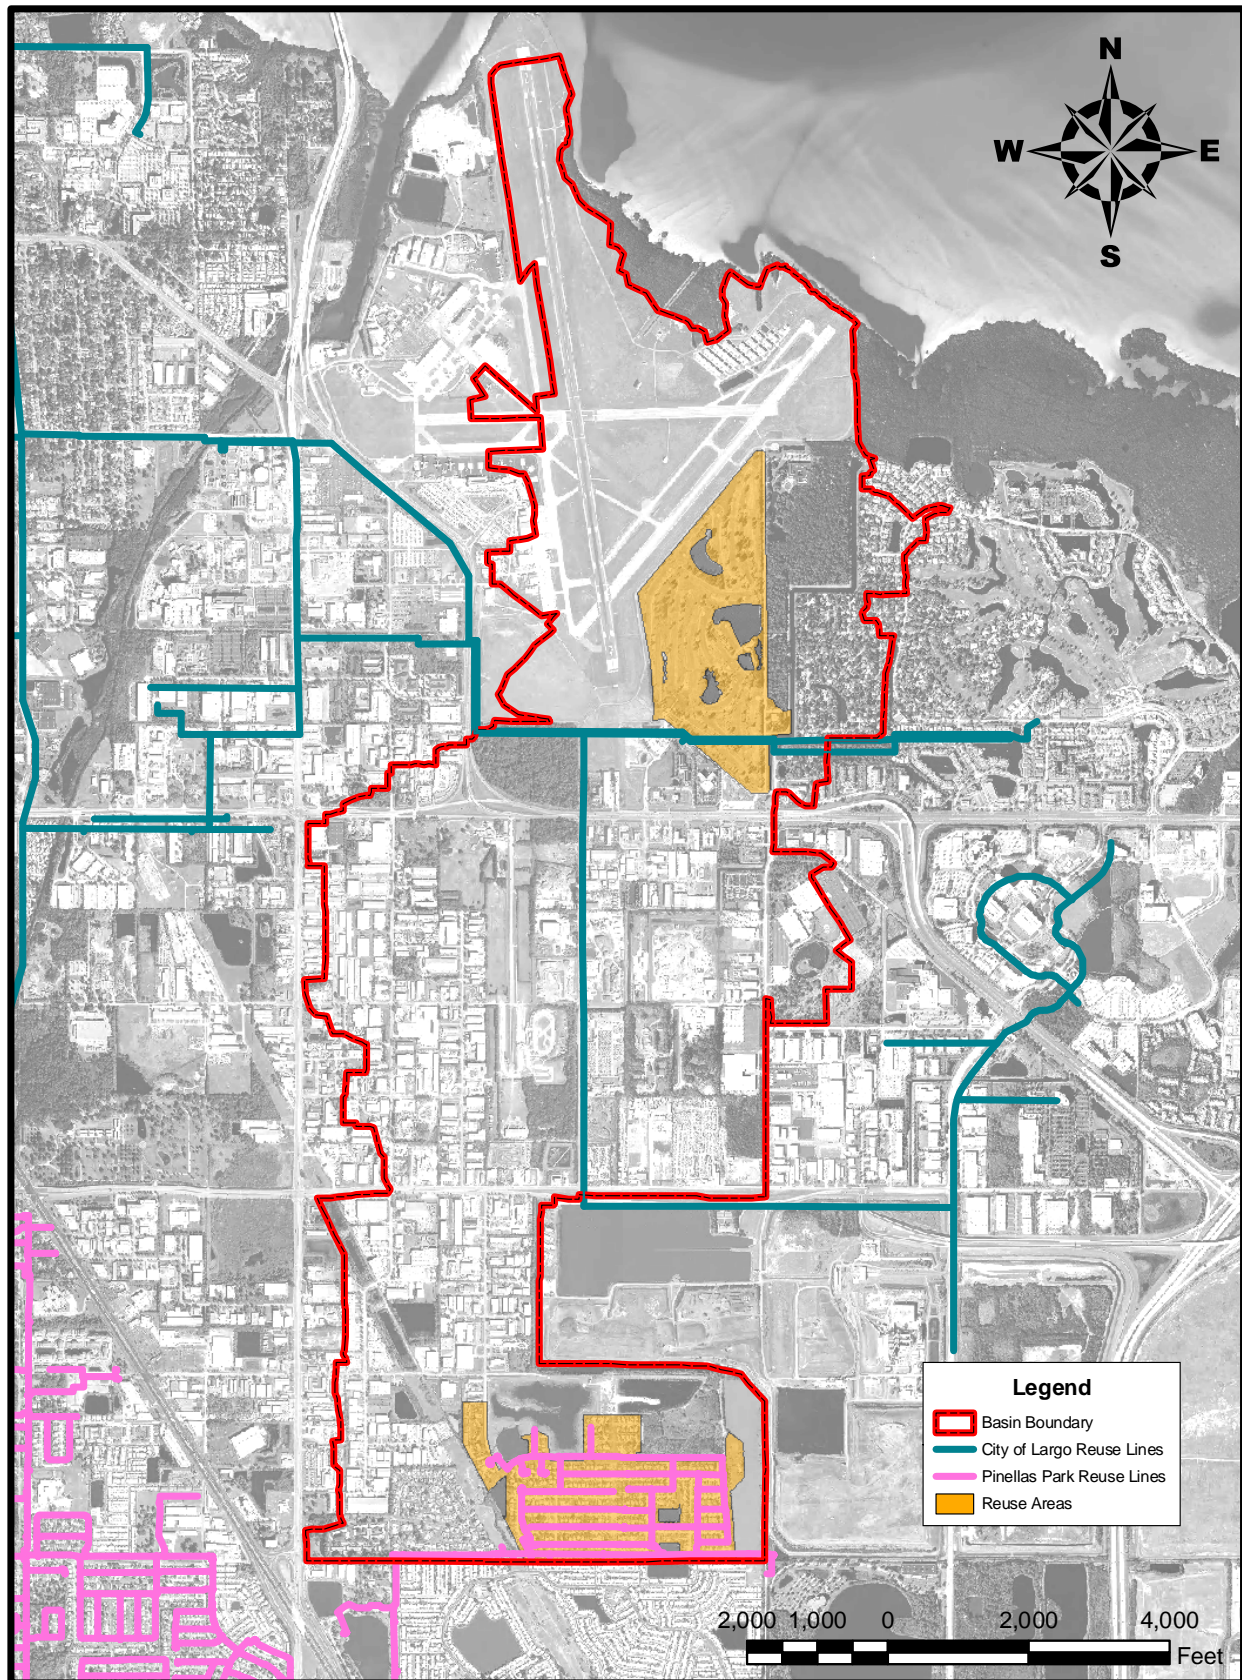 N
W E
S
Legend
Basin Boundary
City of Largo Reuse Lines
Pinellas Park Reuse Lines
Reuse Areas
2,000 1,000 0 2,000 4,000
Feet